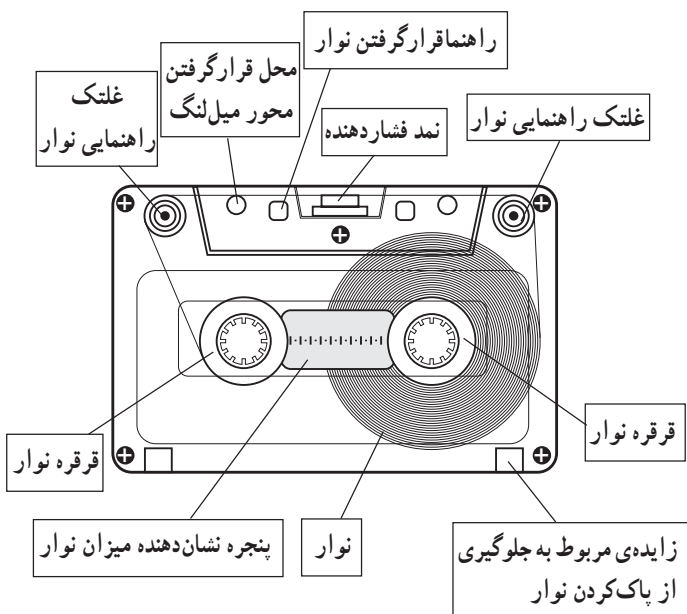 راهنماقرارگرفتن نوار
محل قرارگرفتن
محور میل‌لنگ
غلتک
راهنمایی نوار
نمد فشاردهنده
غلتک راهنمایی نوار
قرقره نوار
قرقره نوار
پنجره نشان‌دهنده میزان نوار
نوار
زایده‌ی مربوط به جلوگیری
از پاک‌کردن نوار